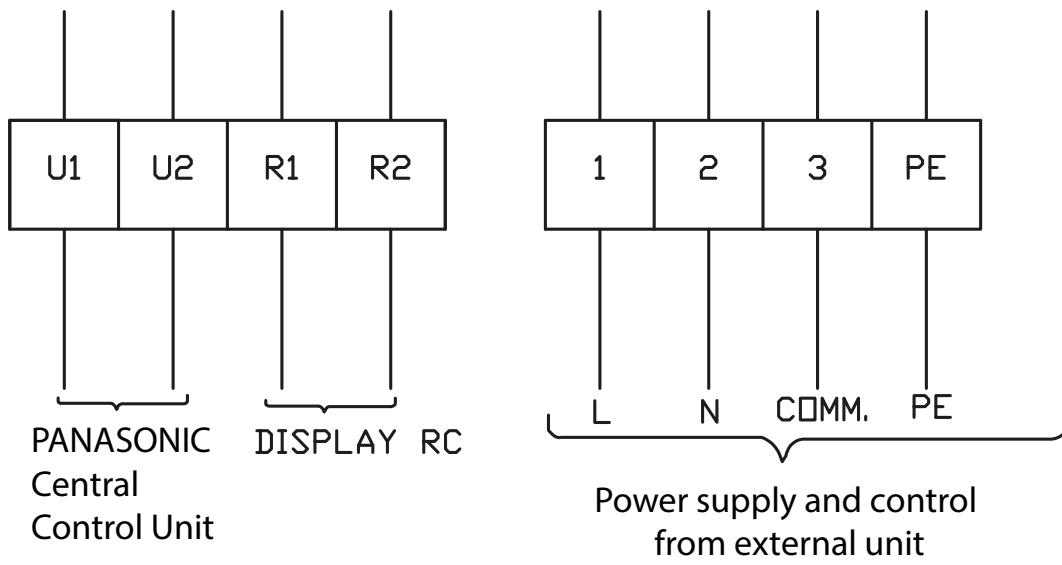 U1 U2 R1 R2
1 2 3 PE
L N COMM. PE
PANASONIC
Central
Control Unit
DISPLAY RC
Power supply and control
from external unit